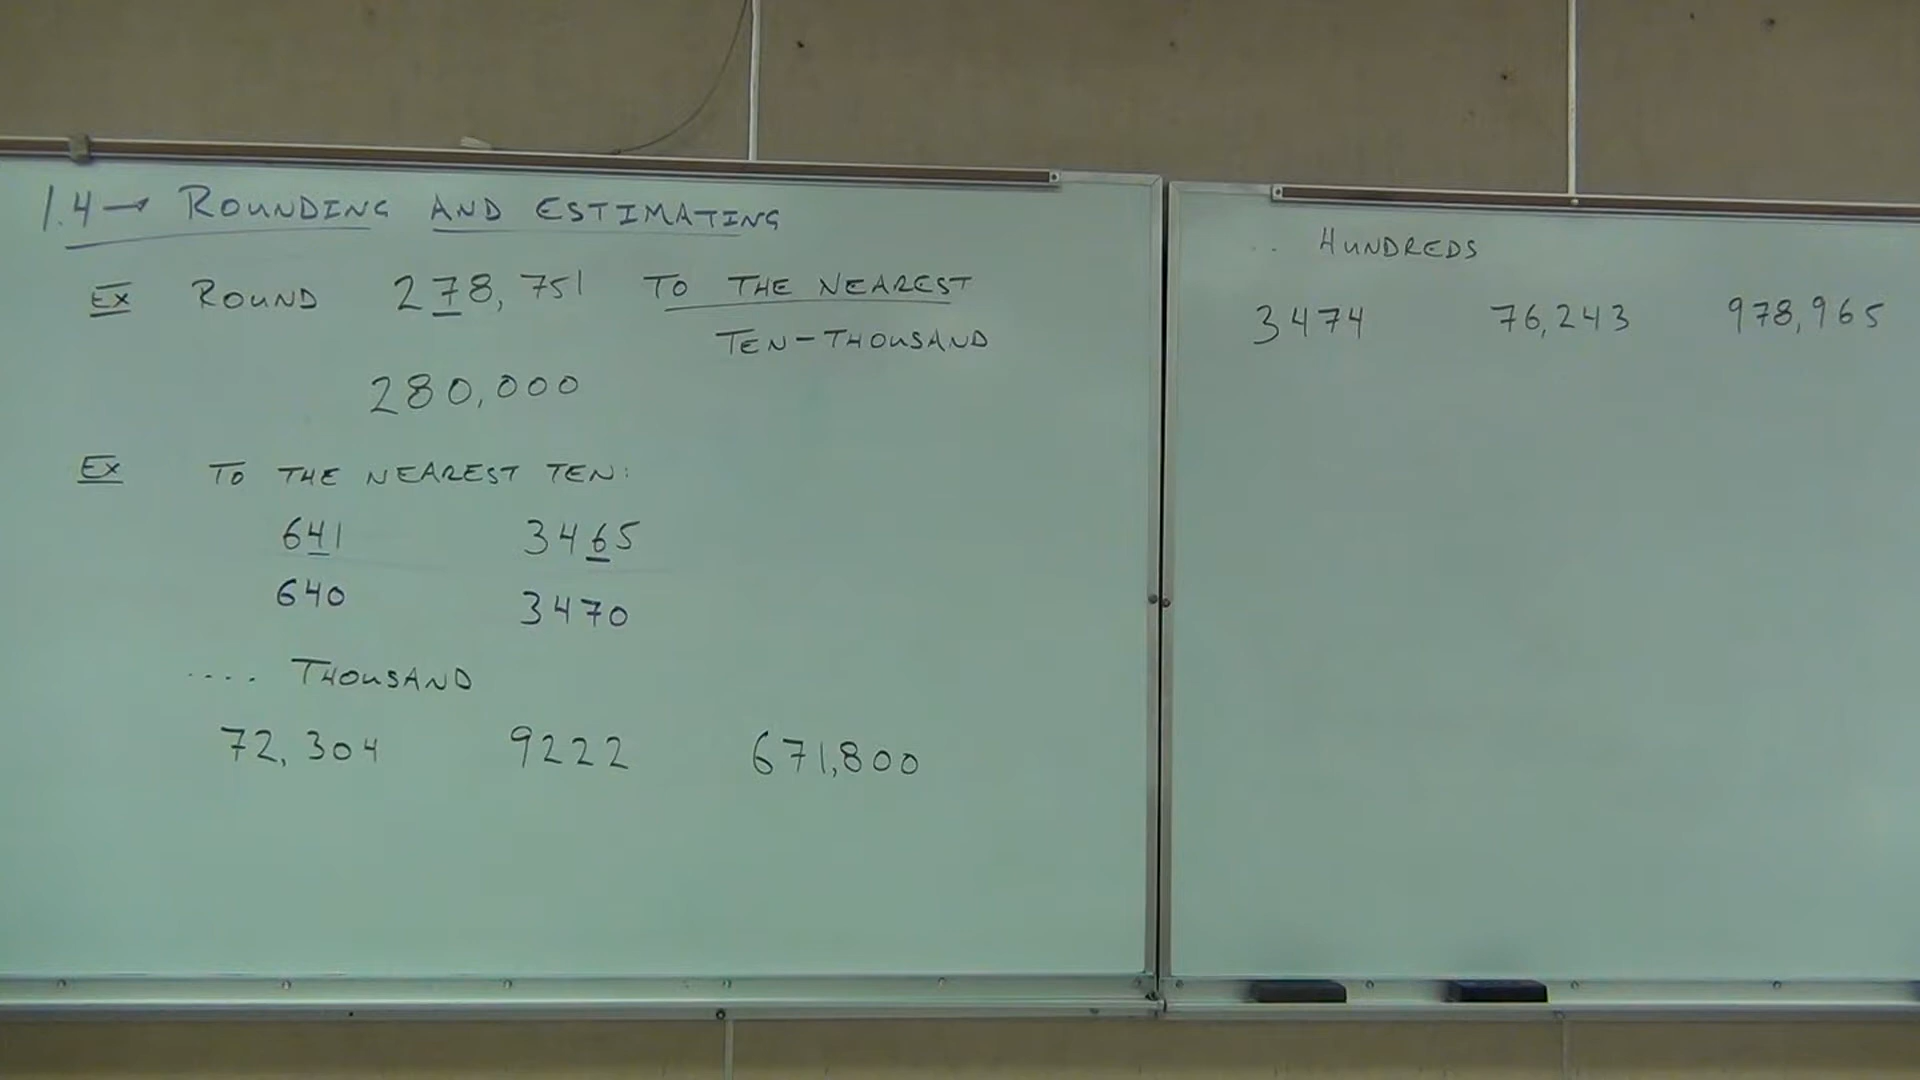 1.4 → ROUNDING AND ESTIMATING
EX ROUND 278,751 TO THE NEAREST
TEN-THOUSAND
280,000
EX TO THE NEAREST TEN:
641 3465
640 3470
.... THOUSAND
72,304 9222 671,800
.. HUNDREDS
3474 76,243 978,965